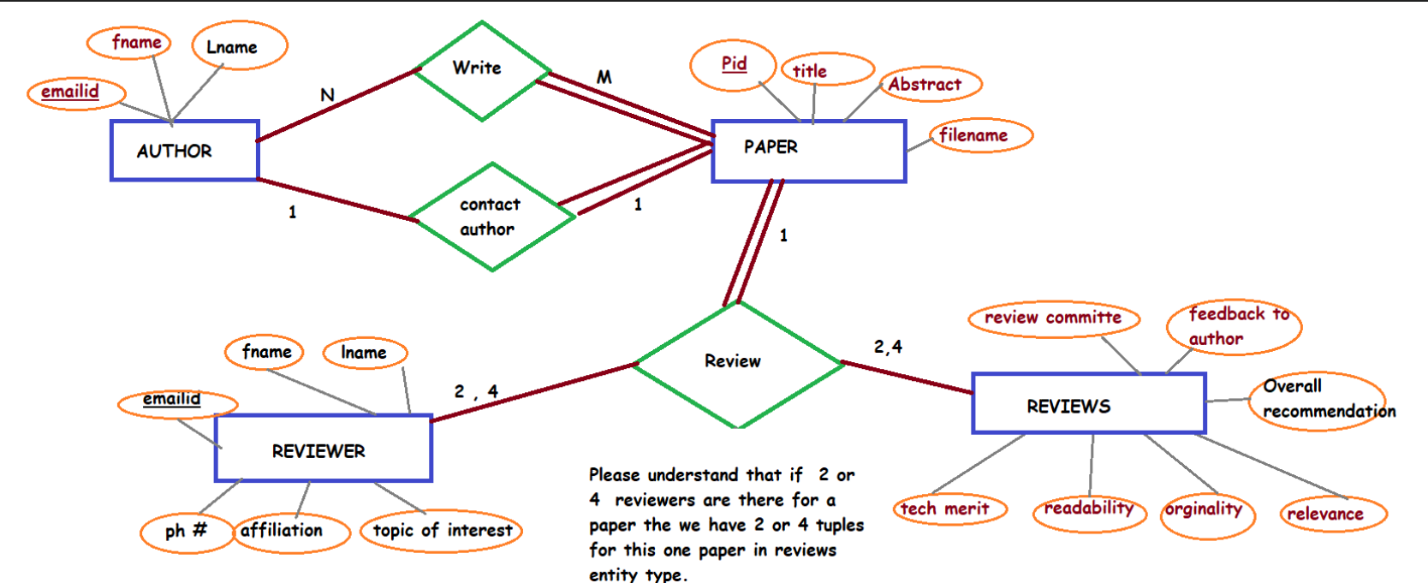 fname
Lname
emailid
AUTHOR
N
Write
M
1
contact
author
1
Pid
title
Abstract
filename
PAPER
1
fname
lname
emailid
REVIEWER
2 , 4
ph #
affiliation
topic of interest
Review
2,4
review committe
feedback to
author
Overall
recommendation
REVIEWS
tech merit
readability
orginality
relevance
Please understand that if 2 or
4 reviewers are there for a
paper the we have 2 or 4 tuples
for this one paper in reviews
entity type.